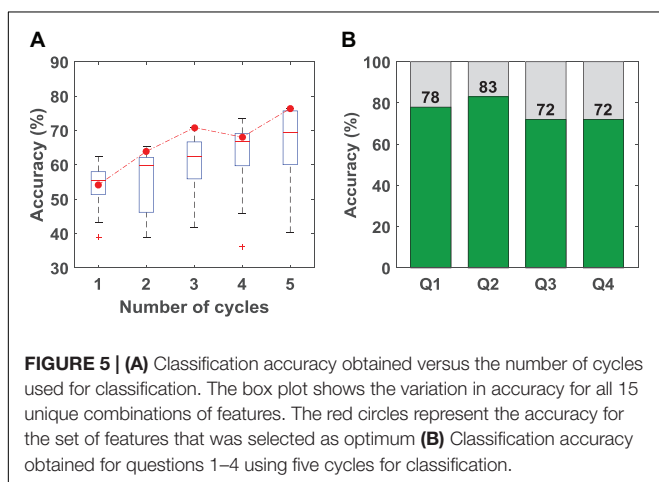 A
B
90
80
70
60
50
40
30
Accuracy (%)
1 2 3 4 5
Number of cycles
100
80
60
40
20
0
Accuracy (%)
78 83 72 72
Q1 Q2 Q3 Q4
FIGURE 5 | (A) Classification accuracy obtained versus the number of cycles
used for classification. The box plot shows the variation in accuracy for all 15
unique combinations of features. The red circles represent the accuracy for
the set of features that was selected as optimum (B) Classification accuracy
obtained for questions 1–4 using five cycles for classification.